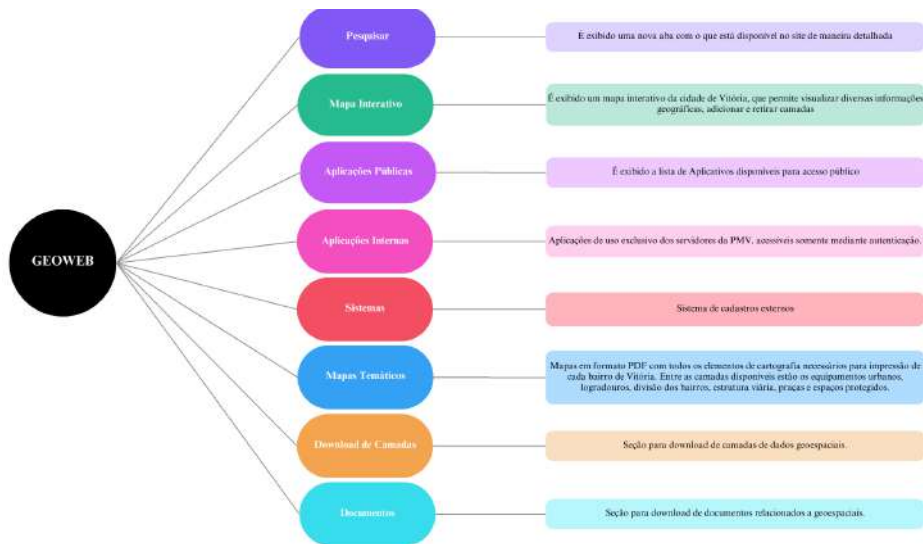 Pesquisar
É exibido uma nova aba com o que está disponível no site de maneira detalhada
Mapa Interativo
É exibido um mapa interativo da cidade de Vitória, que permite visualizar diversas informações
geográficas, adicionar e retirar camadas
Aplicações Públicas
É exibido a lista de Aplicativos disponíveis para acesso público
GEOWEB
Aplicações Internas
Aplicações de uso exclusivo dos servidores da PMV, acessíveis somente mediante autenticação.
Sistemas
Sistema de cadastros externos
Mapas Temáticos
Mapas em formato PDF com todos os elementos de cartografia necessários para impressão de
cada bairro de Vitória. Entre as camadas disponíveis estão os equipamentos urbanos,
logradouros, divisão dos bairros, estrutura viária, praças e espaços protegidos.
Download de Camadas
Seção para download de camadas de dados geoespaciais.
Documentos
Seção para download de documentos relacionados a geoespaciais.